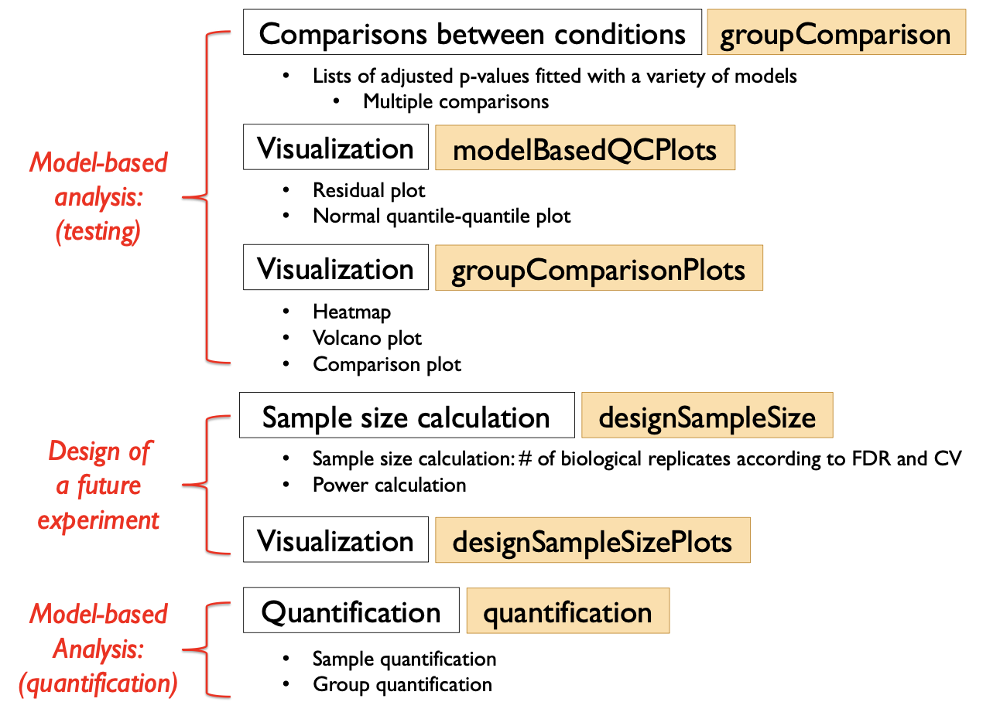 Comparisons between conditions groupComparison
• Lists of adjusted p-values fitted with a variety of models
• Multiple comparisons
Model-based
analysis:
(testing)
Visualization modelBasedQCPlots
• Residual plot
• Normal quantile-quantile plot
Visualization groupComparisonPlots
• Heatmap
• Volcano plot
• Comparison plot
Design of
a future
experiment
Sample size calculation designSampleSize
• Sample size calculation: # of biological replicates according to FDR and CV
• Power calculation
Visualization designSampleSizePlots
Model-based
Analysis:
(quantification)
Quantification quantification
• Sample quantification
• Group quantification